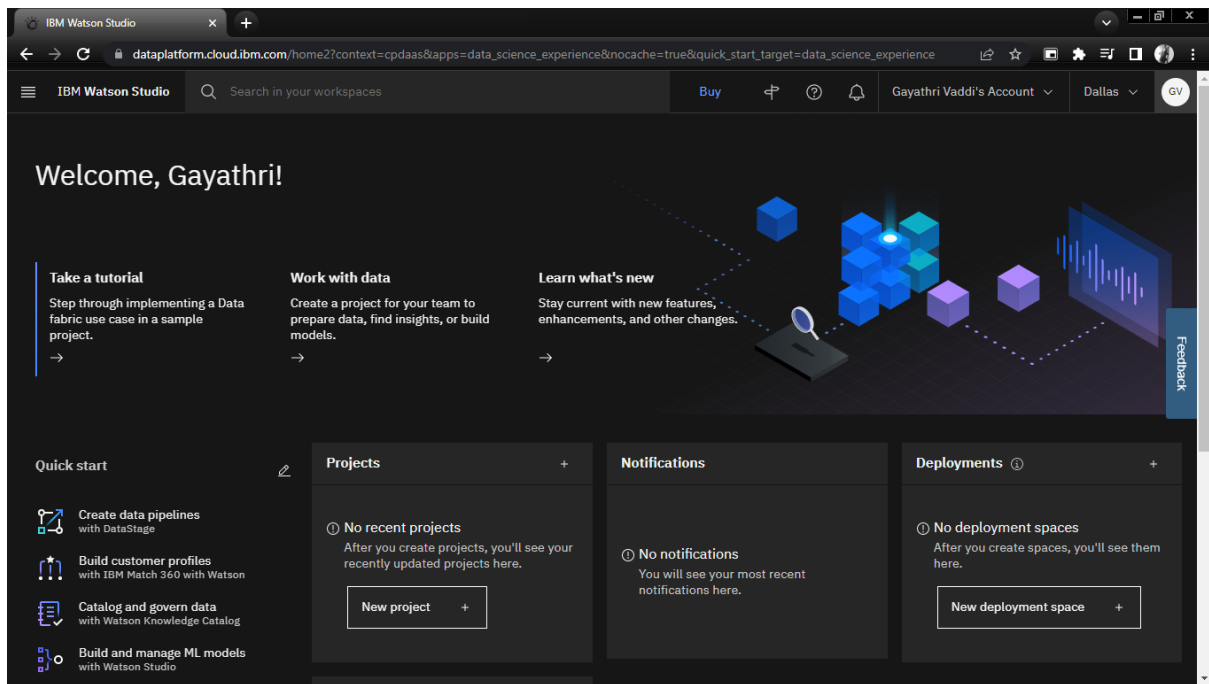 IBM Watson Studio
dataplatform.cloud.ibm.com/home2?context=cpdaas&apps=data_science_experience&nocache=true&quick_start_target=data_science_experience
IBM Watson Studio
Search in your workspaces
Buy
Gayathri Vaddi's Account
Dallas
GV
Welcome, Gayathri!
Take a tutorial
Step through implementing a Data
fabric use case in a sample
project.
Work with data
Create a project for your team to
prepare data, find insights, or build
models.
Learn what's new
Stay current with new features,
enhancements, and other changes.
Feedback
Quick start
Create data pipelines
with DataStage
Build customer profiles
with IBM Match 360 with Watson
Catalog and govern data
with Watson Knowledge Catalog
Build and manage ML models
with Watson Studio
Projects
No recent projects
After you create projects, you'll see your
recently updated projects here.
New project +
Notifications
No notifications
You will see your most recent
notifications here.
Deployments
No deployment spaces
After you create spaces, you'll see them
here.
New deployment space +